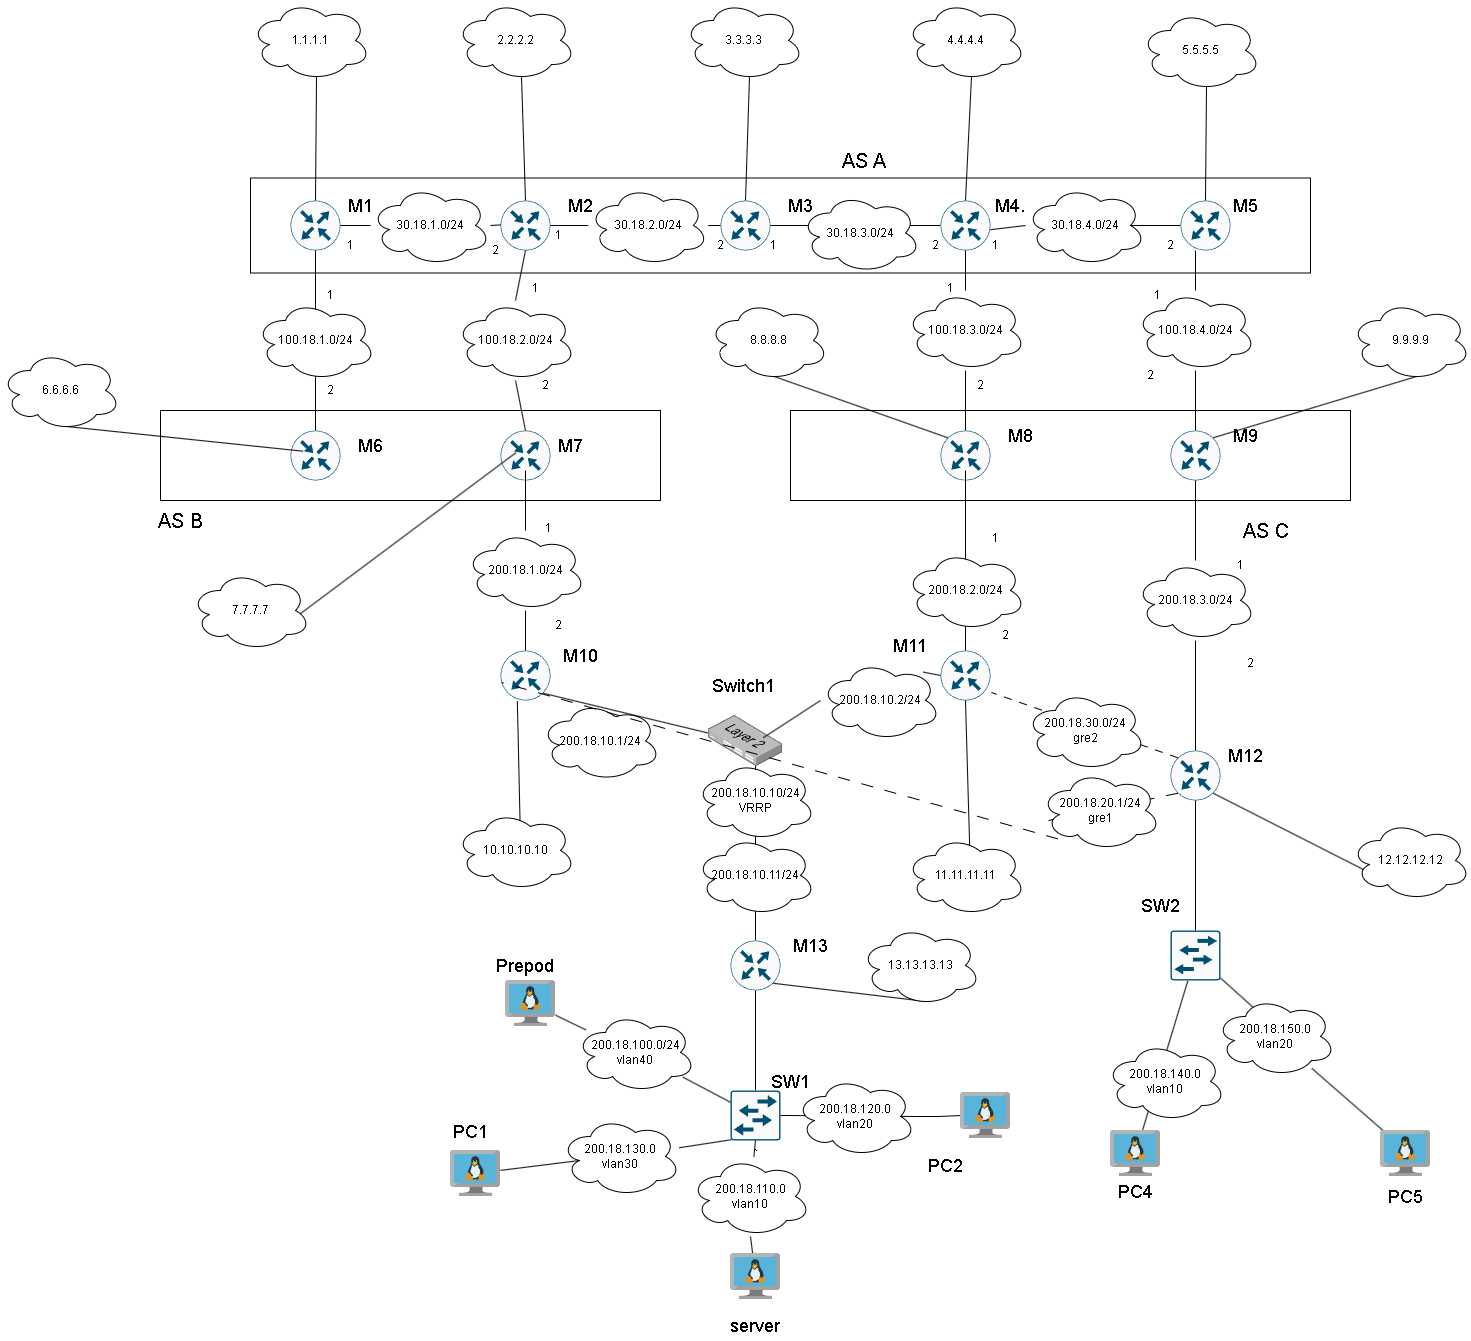 1.1.1.1
2.2.2.2
3.3.3.3
4.4.4.4
5.5.5.5
AS A
M1
30.18.1.0/24
M2
30.18.2.0/24
M3
30.18.3.0/24
M4.
30.18.4.0/24
M5
1
2
1
2
1
2
1
2
1
1
1
1
100.18.1.0/24
100.18.2.0/24
8.8.8.8
100.18.3.0/24
100.18.4.0/24
9.9.9.9
6.6.6.6
2
2
2
2
M6
M7
M8
M9
AS B
AS C
1
1
1
200.18.1.0/24
200.18.2.0/24
200.18.3.0/24
7.7.7.7
2
2
2
M10
M11
Switch1
Layer 2
200.18.10.1/24
200.18.10.2/24
200.18.30.0/24
gre2
M12
200.18.10.10/24
VRRP
200.18.20.1/24
gre1
10.10.10.10
200.18.10.11/24
11.11.11.11
12.12.12.12
SW2
M13
13.13.13.13
Prepod
200.18.100.0/24
vlan40
200.18.150.0
vlan20
SW1
200.18.140.0
vlan10
200.18.120.0
vlan20
PC1
200.18.130.0
vlan30
PC2
200.18.110.0
vlan10
PC4
PC5
server